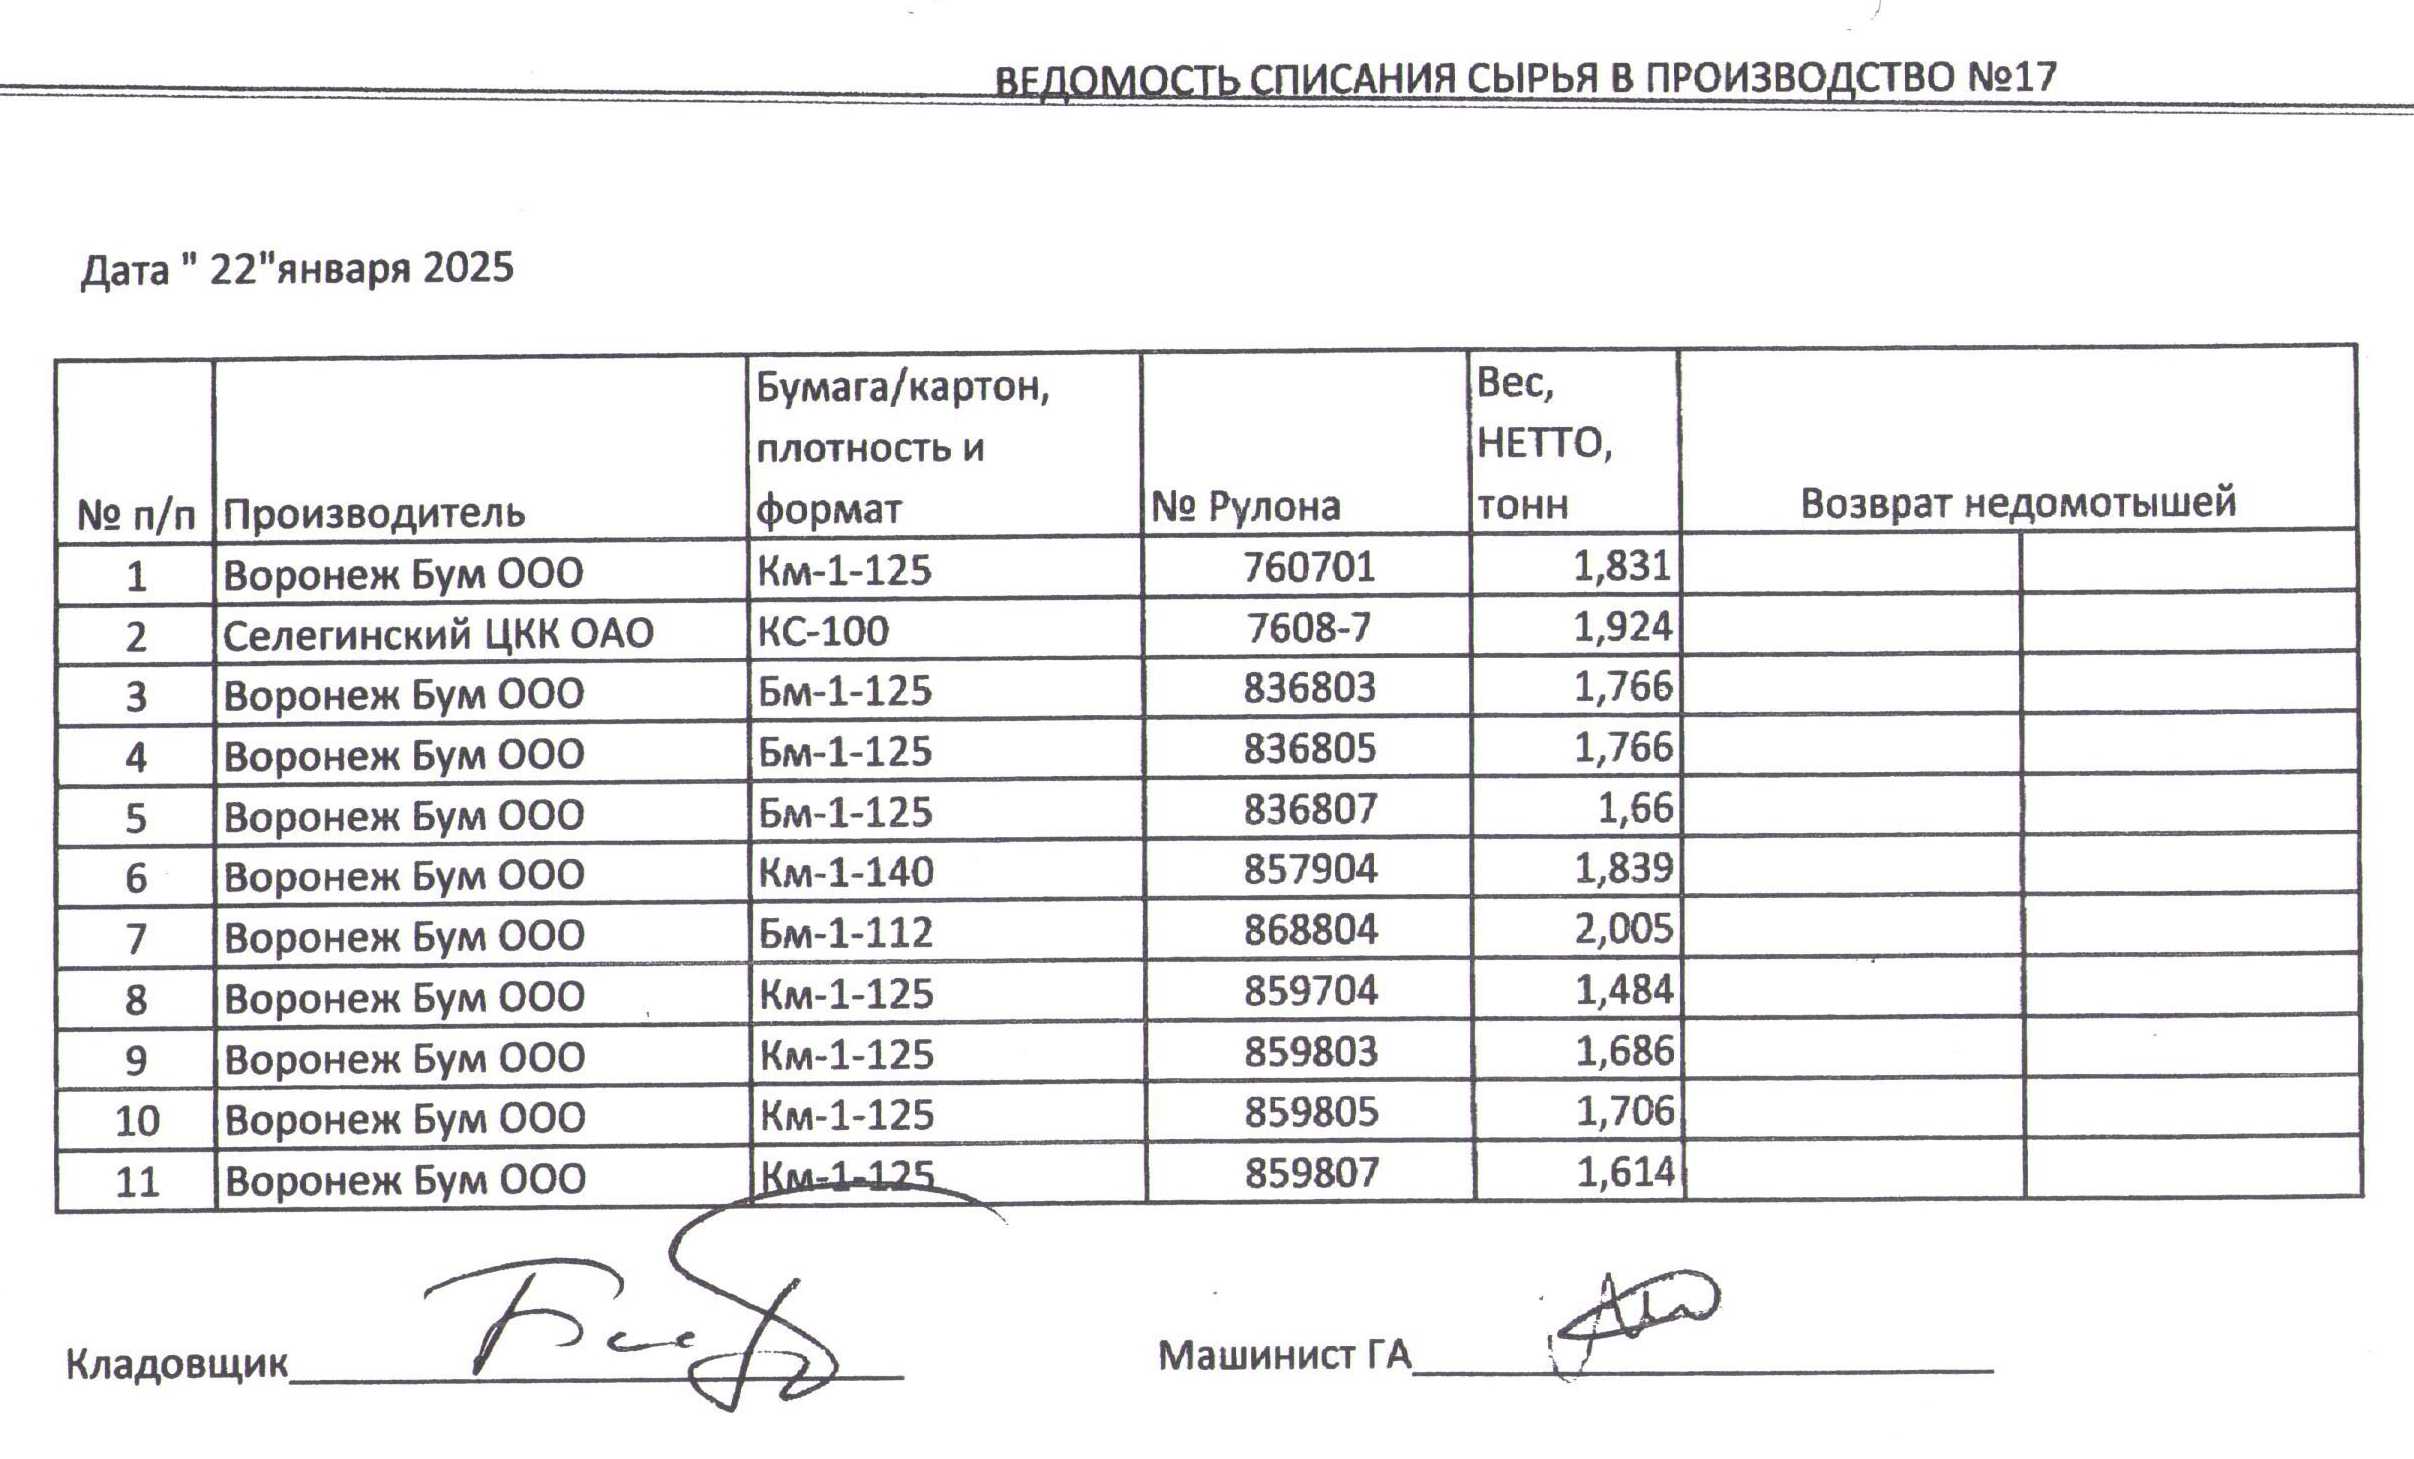 ВЕДОМОСТЬ СПИСАНИЯ СЫРЬЯ В ПРОИЗВОДСТВО №17
Дата " 22"января 2025
№ п/п Производитель Бумага/картон, плотность и формат № Рулона Вес, НЕТТО, тонн Возврат недомотышей
1 Воронеж Бум ООО Км-1-125 760701 1,831
2 Селегинский ЦКК ОАО КС-100 7608-7 1,924
3 Воронеж Бум ООО Бм-1-125 836803 1,766
4 Воронеж Бум ООО Бм-1-125 836805 1,766
5 Воронеж Бум ООО Бм-1-125 836807 1,66
6 Воронеж Бум ООО Км-1-140 857904 1,839
7 Воронеж Бум ООО Бм-1-112 868804 2,005
8 Воронеж Бум ООО Км-1-125 859704 1,484
9 Воронеж Бум ООО Км-1-125 859803 1,686
10 Воронеж Бум ООО Км-1-125 859805 1,706
11 Воронеж Бум ООО Км-1-125 859807 1,614
Кладовщик Машинист ГА